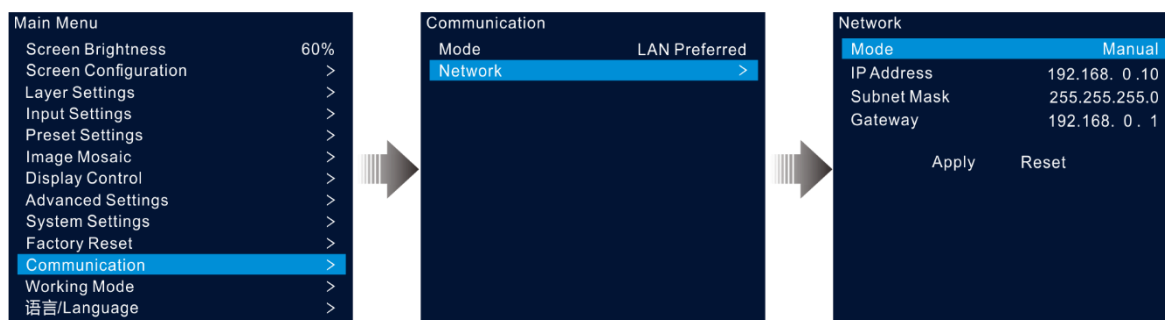 Main Menu
Screen Brightness 60%
Screen Configuration >
Layer Settings >
Input Settings >
Preset Settings >
Image Mosaic >
Display Control >
Advanced Settings >
System Settings >
Factory Reset >
Communication >
Working Mode >
语言/Language >
Communication
Mode LAN Preferred
Network >
Network
Mode Manual
IP Address 192.168. 0 .10
Subnet Mask 255.255.255.0
Gateway 192.168. 0 . 1
Apply Reset